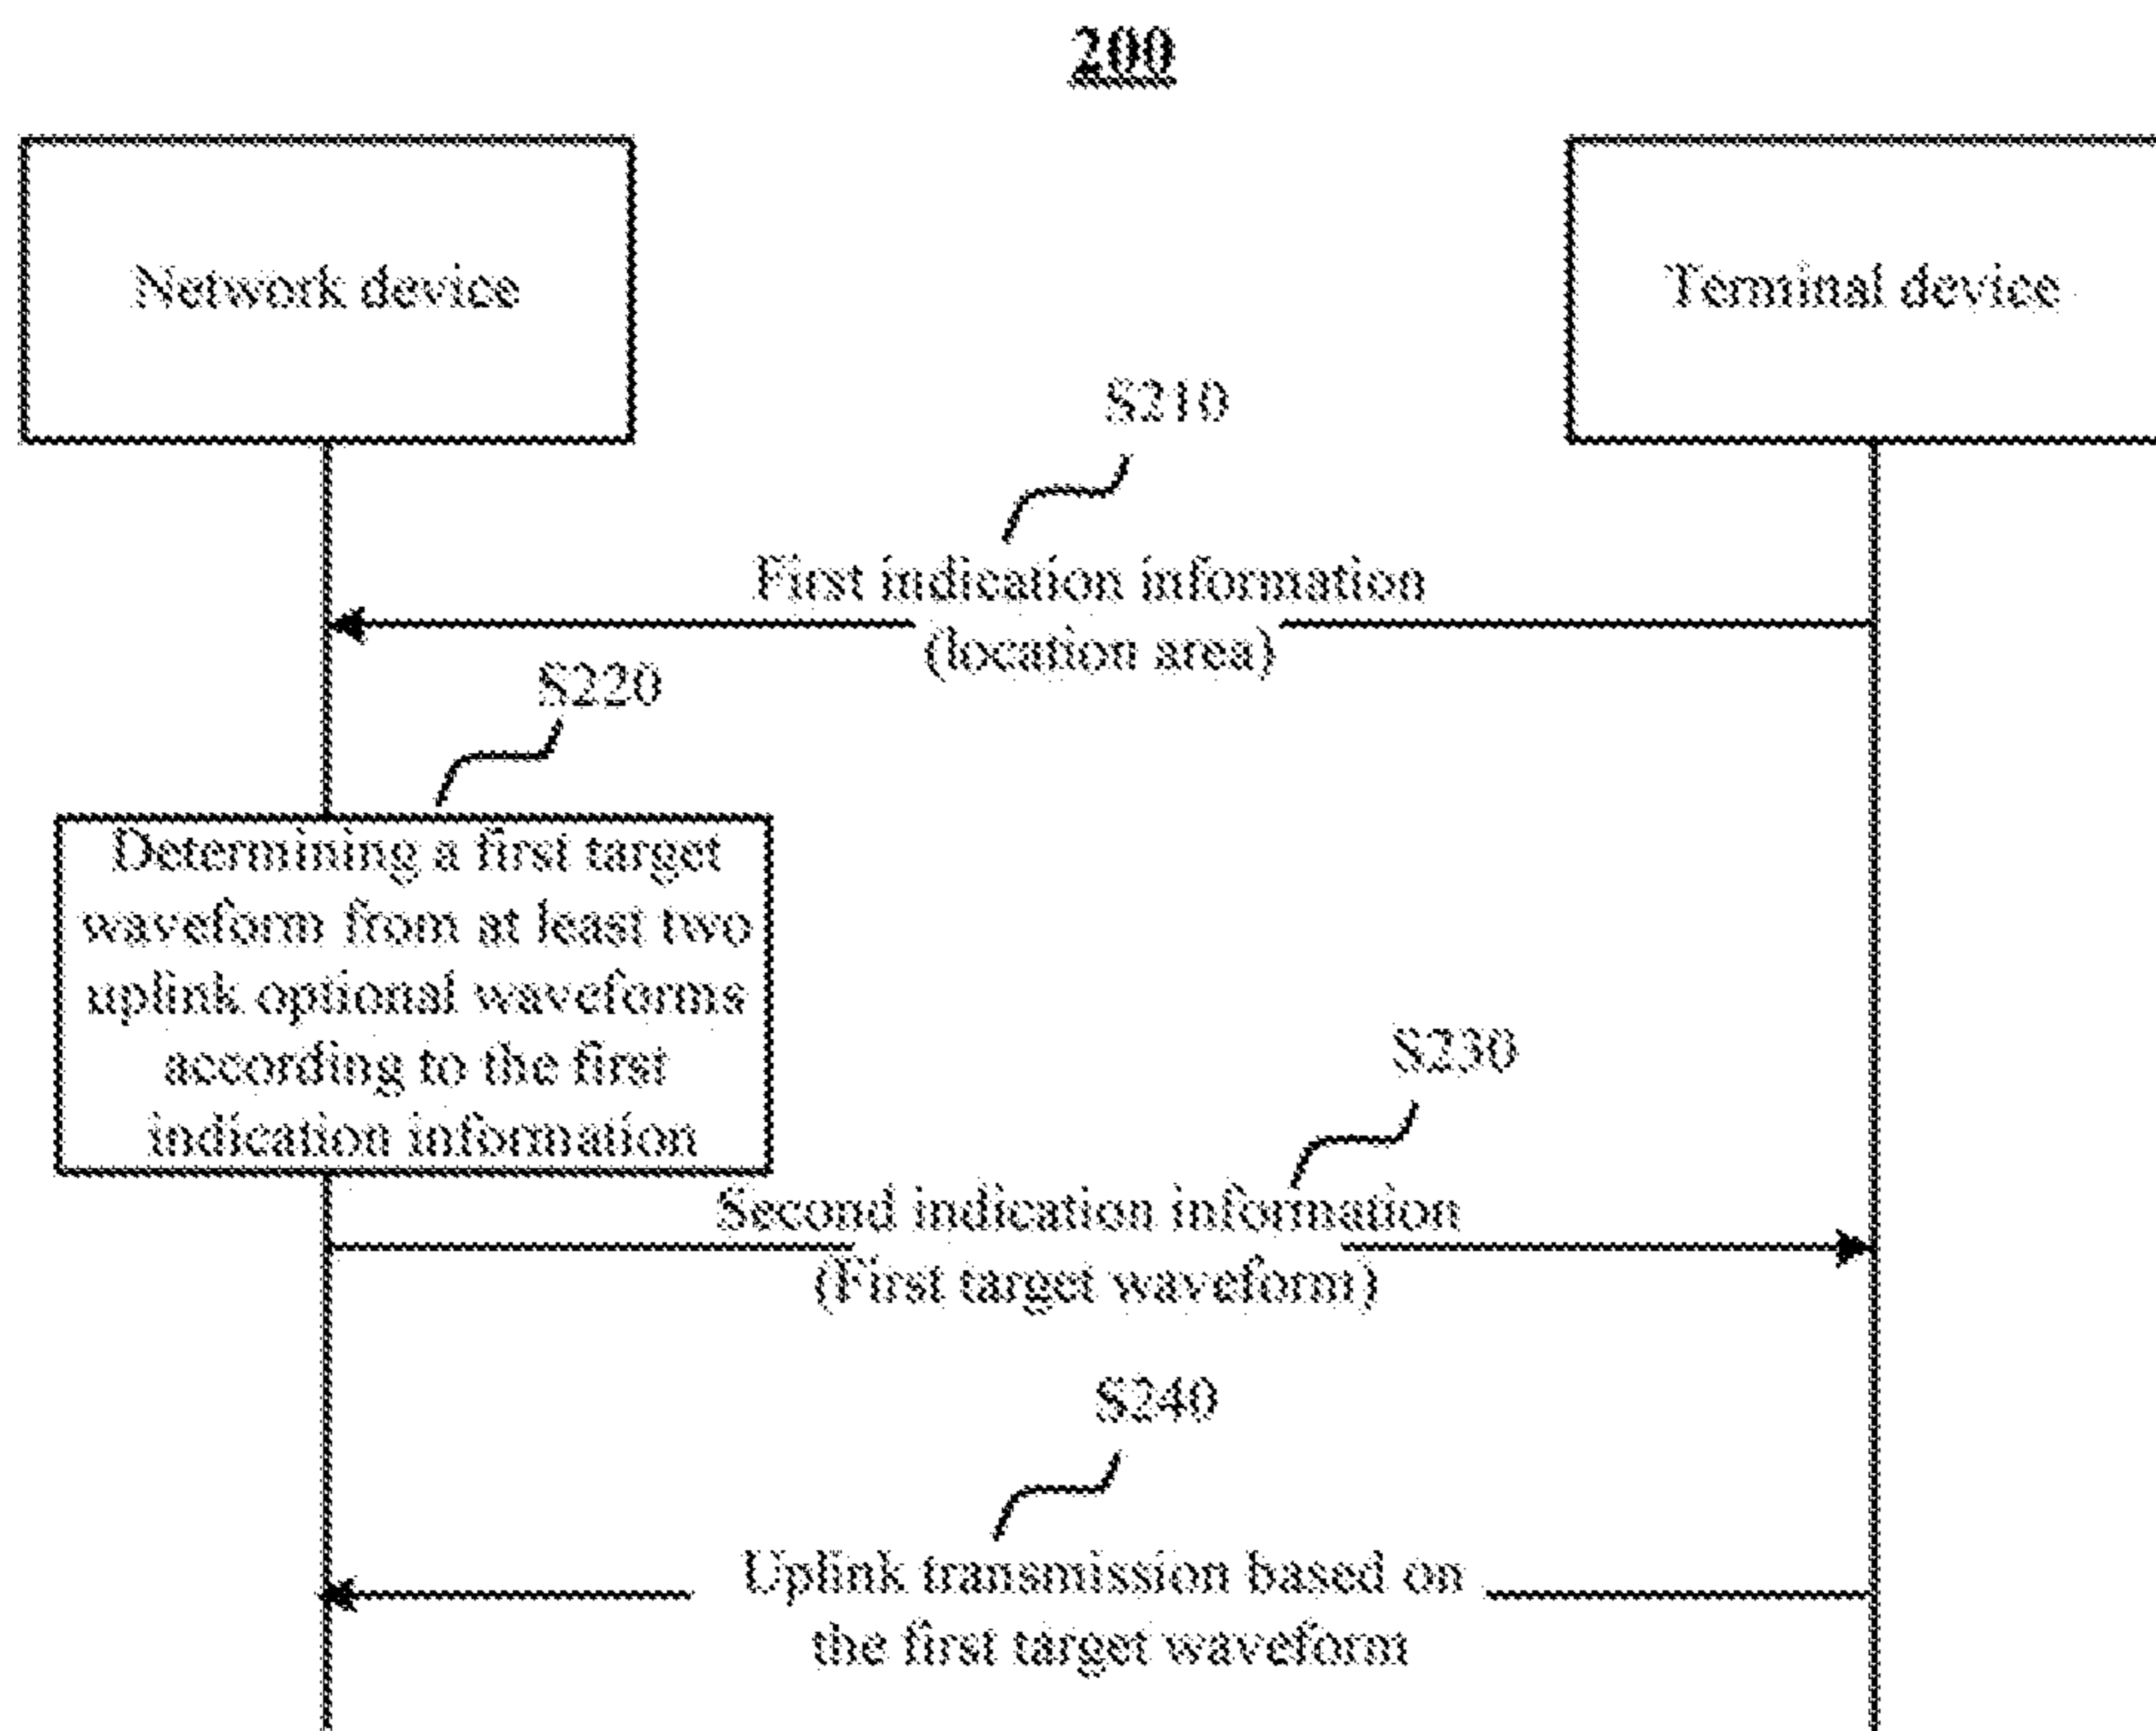 200
Network device
Terminal device
S210
First indication information
(location area)
S220
Determining a first target
waveform from at least two
uplink optional waveforms
according to the first
indication information
S230
Second indication information
(First target waveform)
S240
Uplink transmission based on
the first target waveform